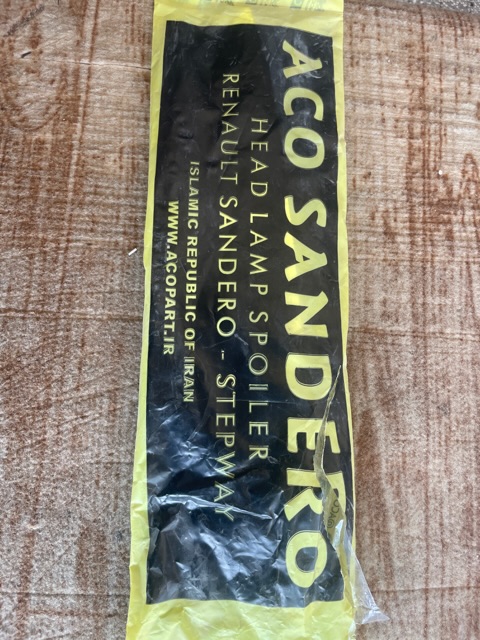 ACO SANDERO
HEAD LAMP SPOILER
RENAULT SANDERO - STEPWAY
ISLAMIC REPUBLIC OF IRAN
WWW.ACOPART.IR